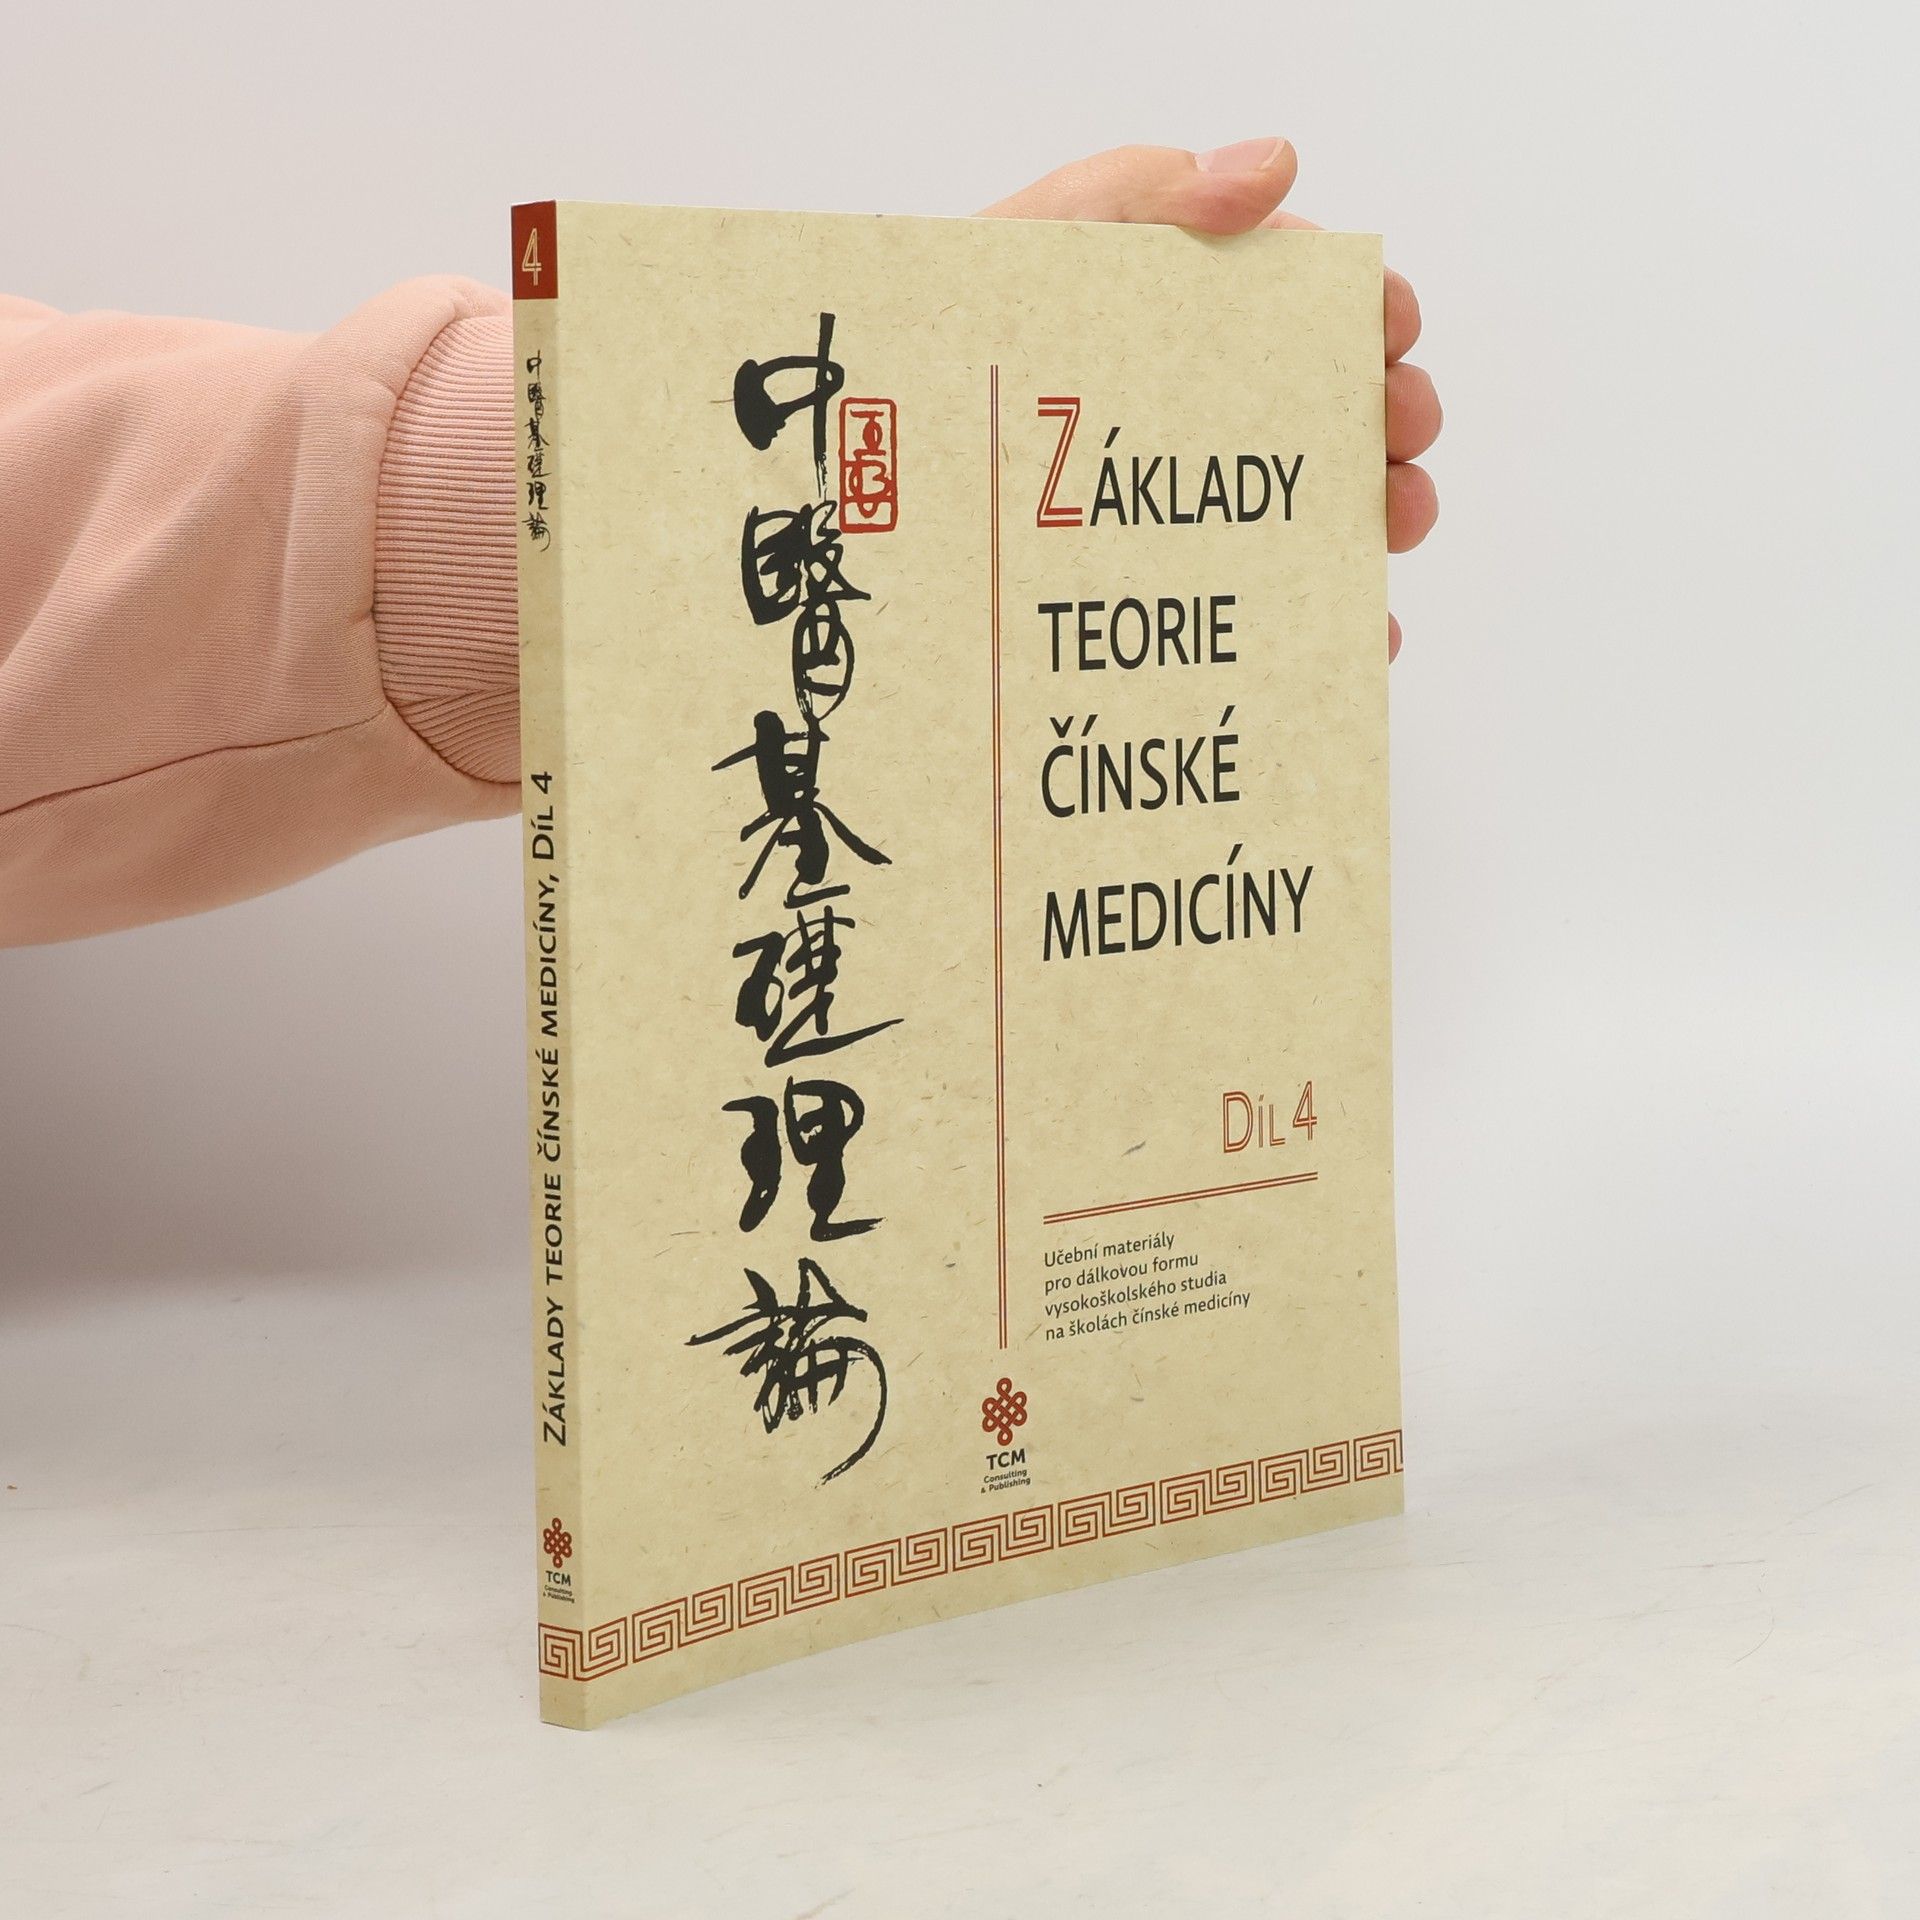 4
中醫基礎理論
ZÁKLADY TEORIE ČÍNSKÉ MEDICÍNY, DÍL 4
TCM
Consulting
& Publishing
中醫基礎理論
ZÁKLADY
TEORIE
ČÍNSKÉ
MEDICÍNY
DÍL 4
Učební materiály
pro dálkovou formu
vysokoškolského studia
na školách čínské medicíny
TCM
Consulting
& Publishing